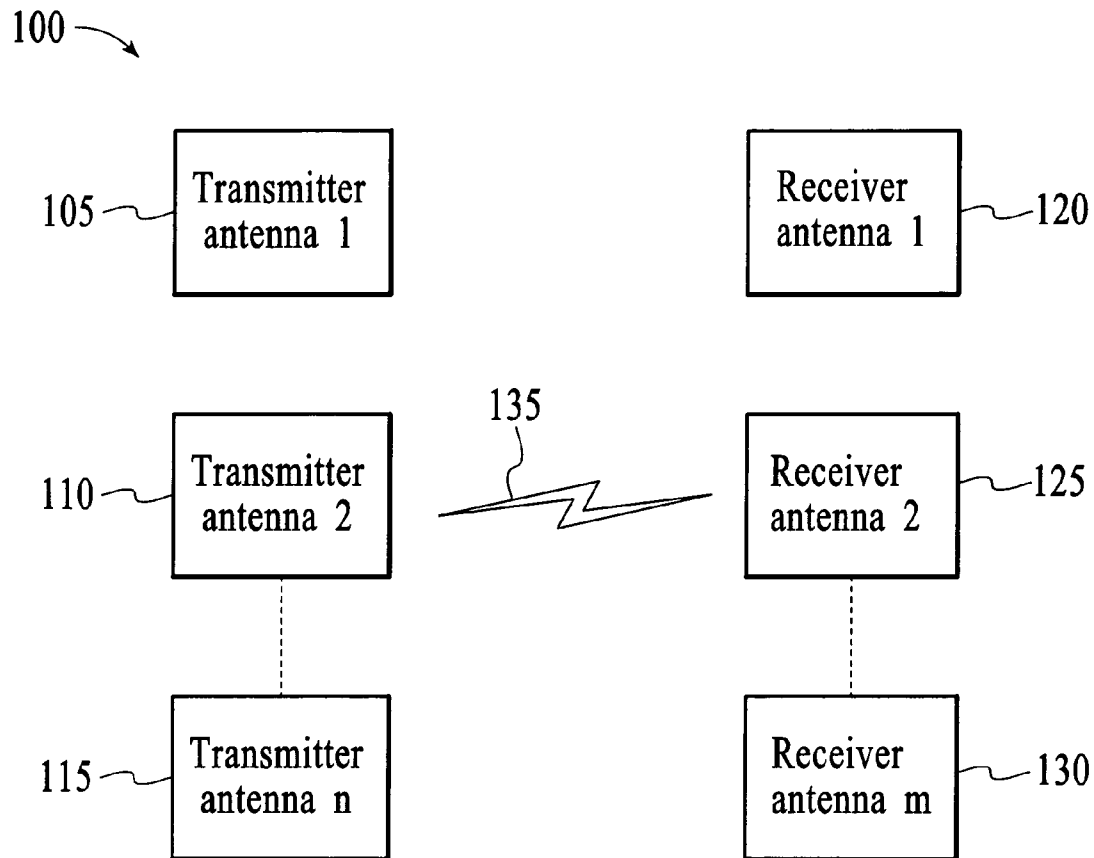 100
Transmitter
antenna 1
105
Receiver
antenna 1
120
135
Transmitter
antenna 2
110
Receiver
antenna 2
125
Transmitter
antenna n
115
Receiver
antenna m
130